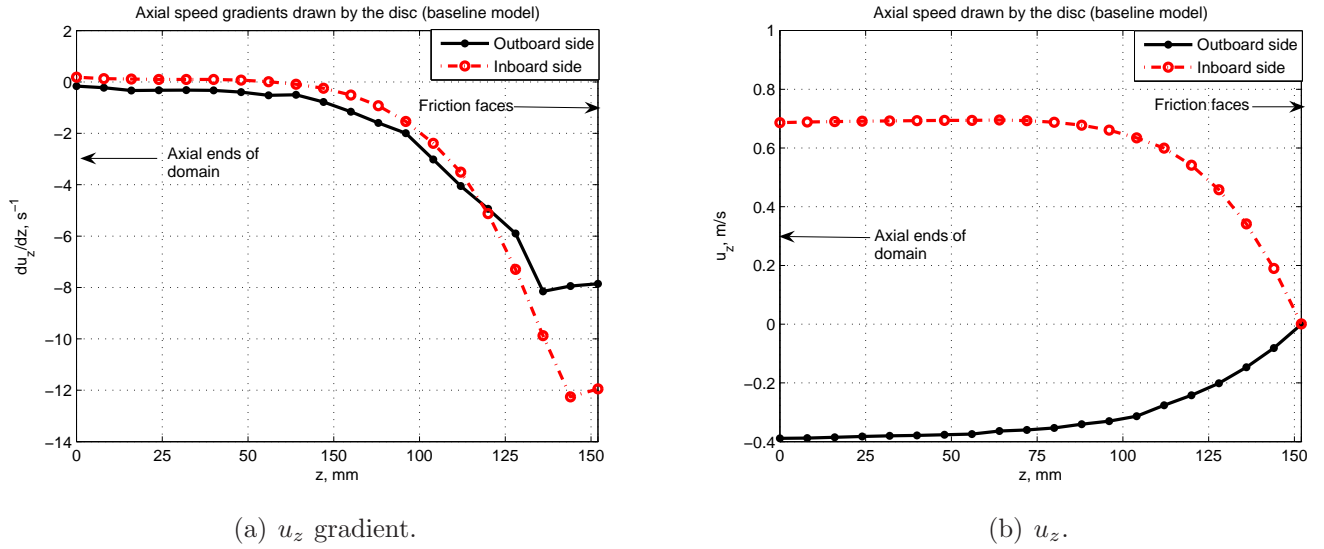 Axial speed gradients drawn by the disc (baseline model)
2
0
−2
−4
−6
−8
−10
−12
−14
du_z/dz, s⁻¹
Outboard side
Inboard side
Friction faces
Axial ends of
domain
0 25 50 75 100 125 150
z, mm
(a) u_z gradient.
Axial speed drawn by the disc (baseline model)
1
0.8
0.6
0.4
0.2
0
−0.2
−0.4
u_z, m/s
Outboard side
Inboard side
Friction faces
Axial ends of
domain
0 25 50 75 100 125 150
z, mm
(b) u_z.